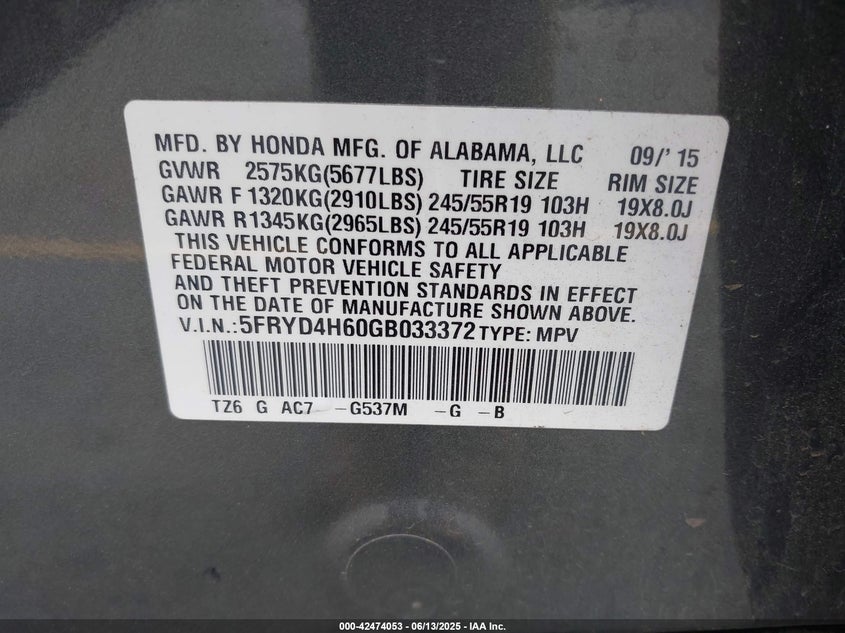 MFD. BY HONDA MFG. OF ALABAMA, LLC 09/' 15
GVWR 2575KG(5677LBS) TIRE SIZE RIM SIZE
GAWR F 1320KG(2910LBS) 245/55R19 103H 19X8.0J
GAWR R 1345KG(2965LBS) 245/55R19 103H 19X8.0J
THIS VEHICLE CONFORMS TO ALL APPLICABLE
FEDERAL MOTOR VEHICLE SAFETY
AND THEFT PREVENTION STANDARDS IN EFFECT
ON THE DATE OF MANUFACTURE SHOWN ABOVE.
V.I.N.:5FRYD4H60GB033372 TYPE: MPV
TZ6 G AC7 -G537M -G -B
000-42474053 - 06/13/2025 - IAA Inc.